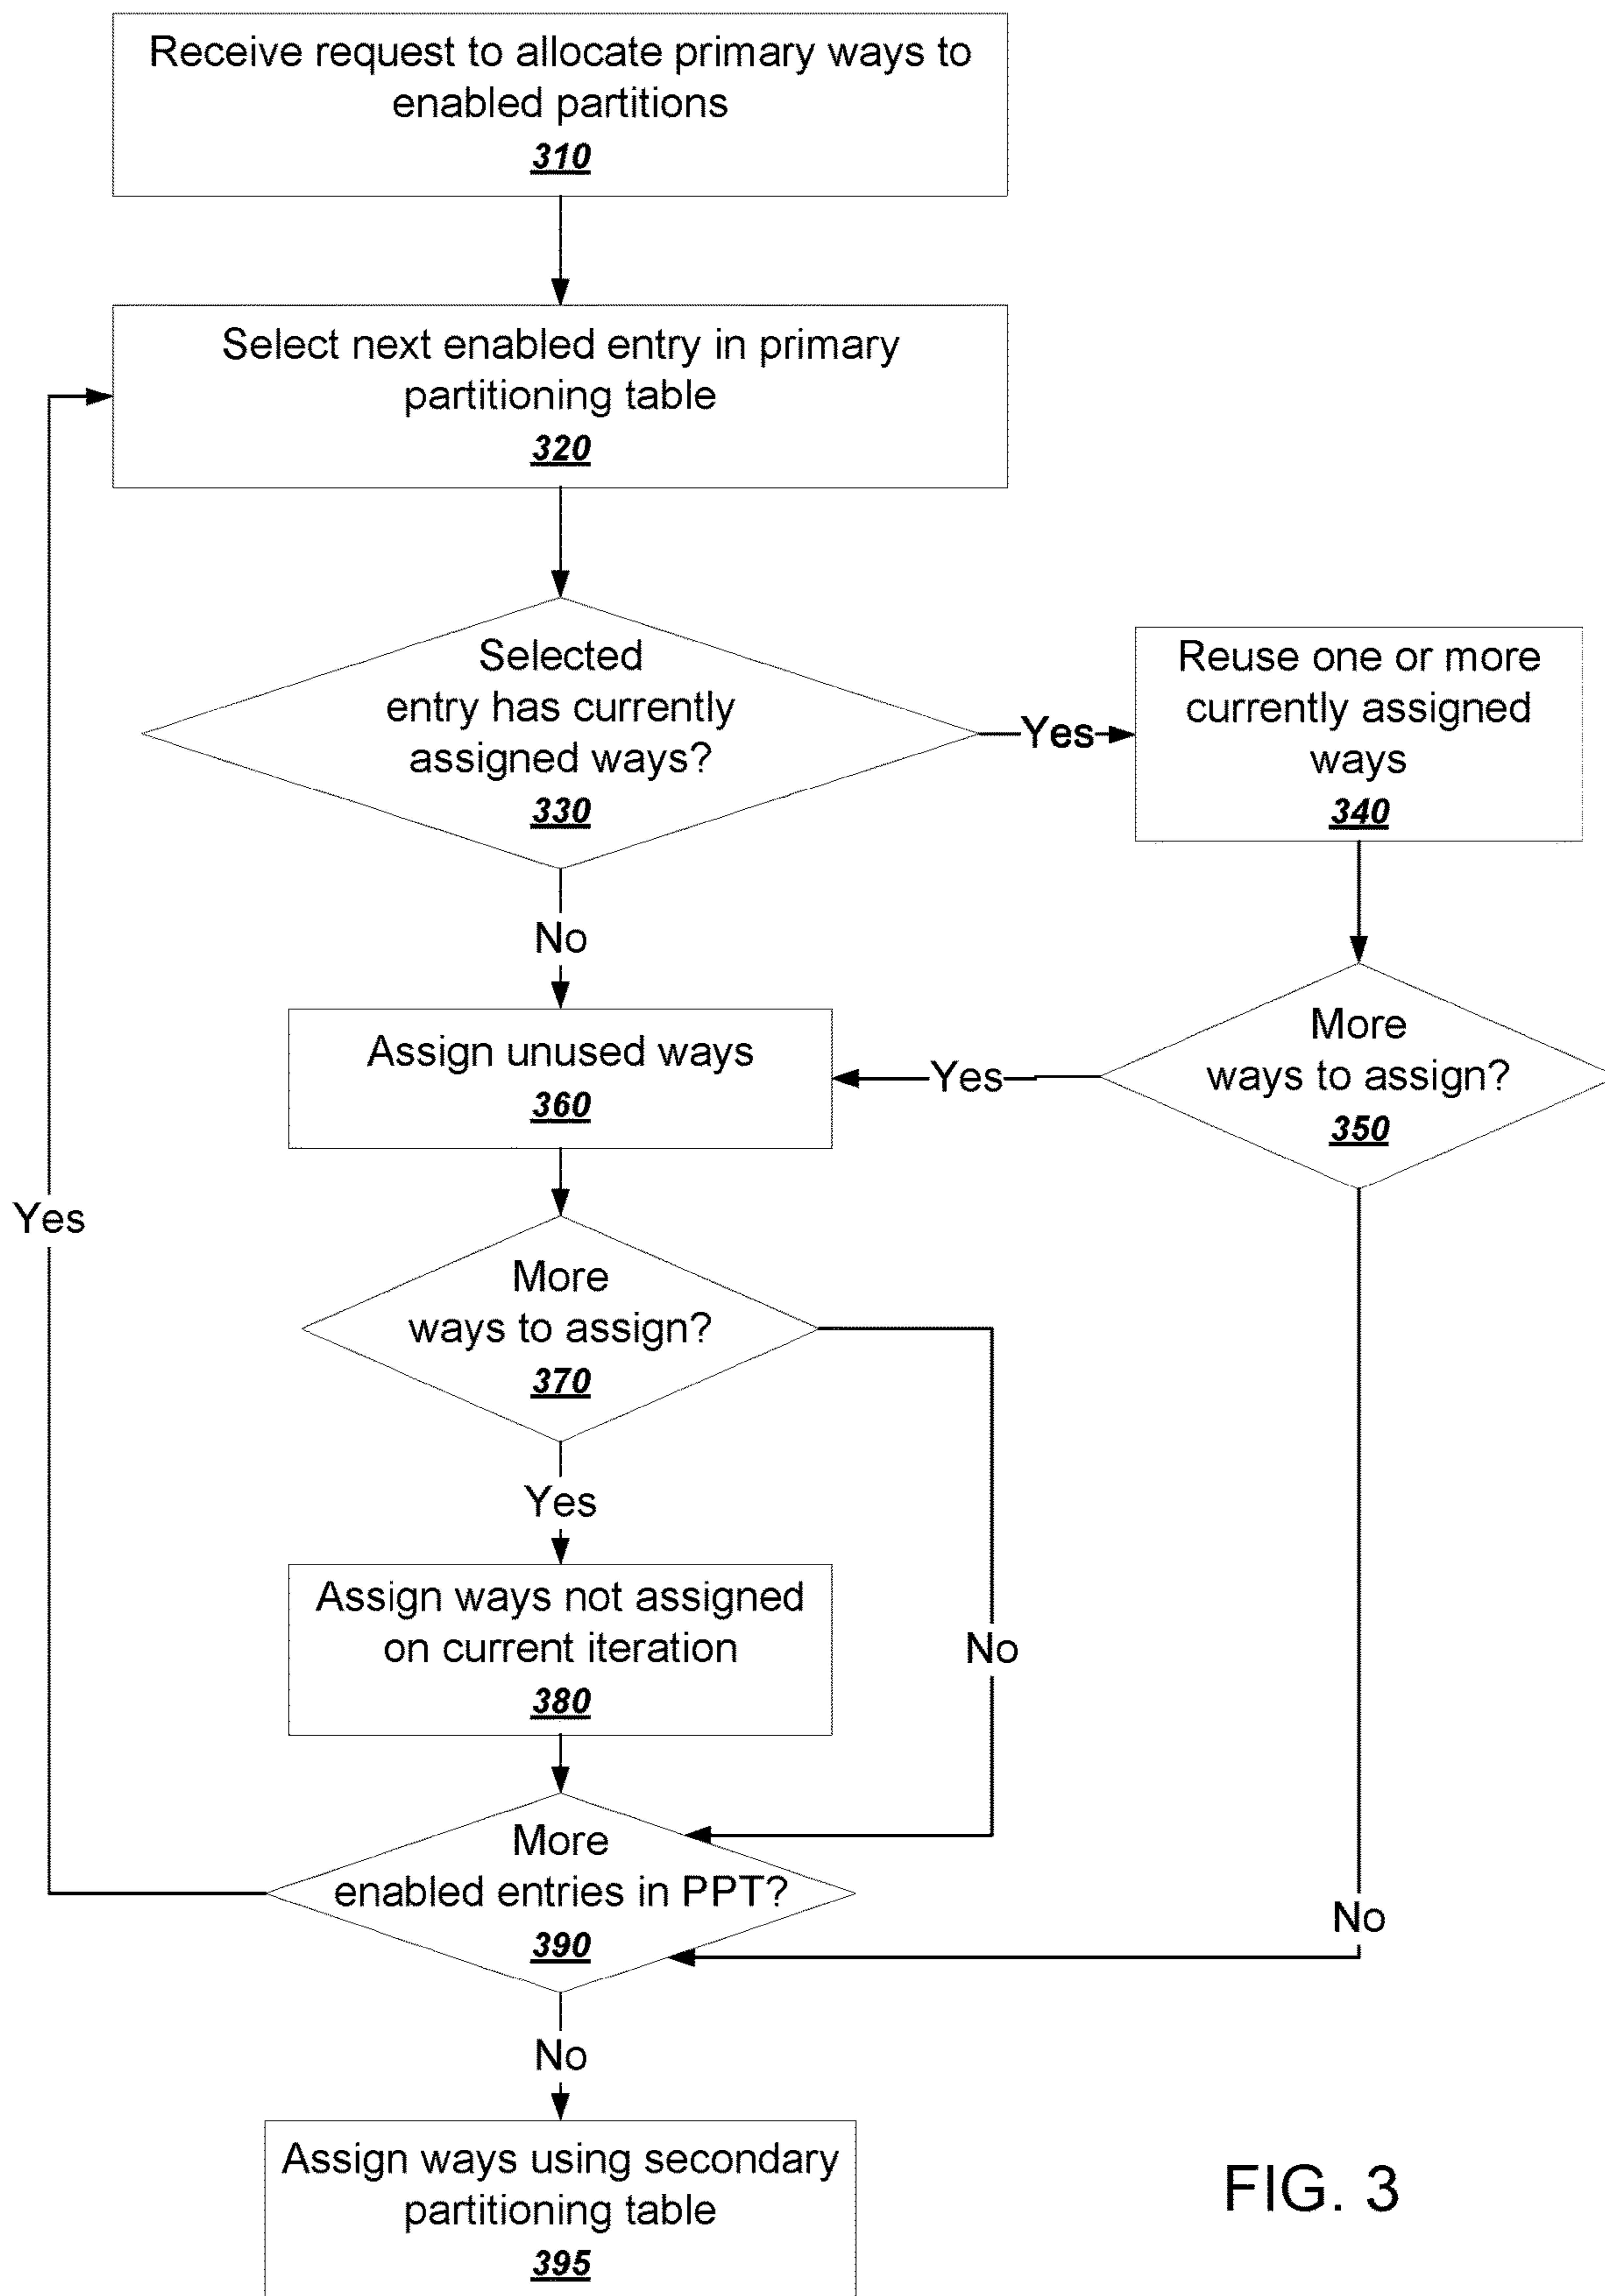 Receive request to allocate primary ways to
enabled partitions
310
Select next enabled entry in primary
partitioning table
320
Selected
entry has currently
assigned ways?
330
Yes
Reuse one or more
currently assigned
ways
340
No
More
ways to assign?
350
Yes
Assign unused ways
360
Yes
More
ways to assign?
370
Yes
Assign ways not assigned
on current iteration
380
No
More
enabled entries in PPT?
390
No
No
Assign ways using secondary
partitioning table
395
FIG. 3